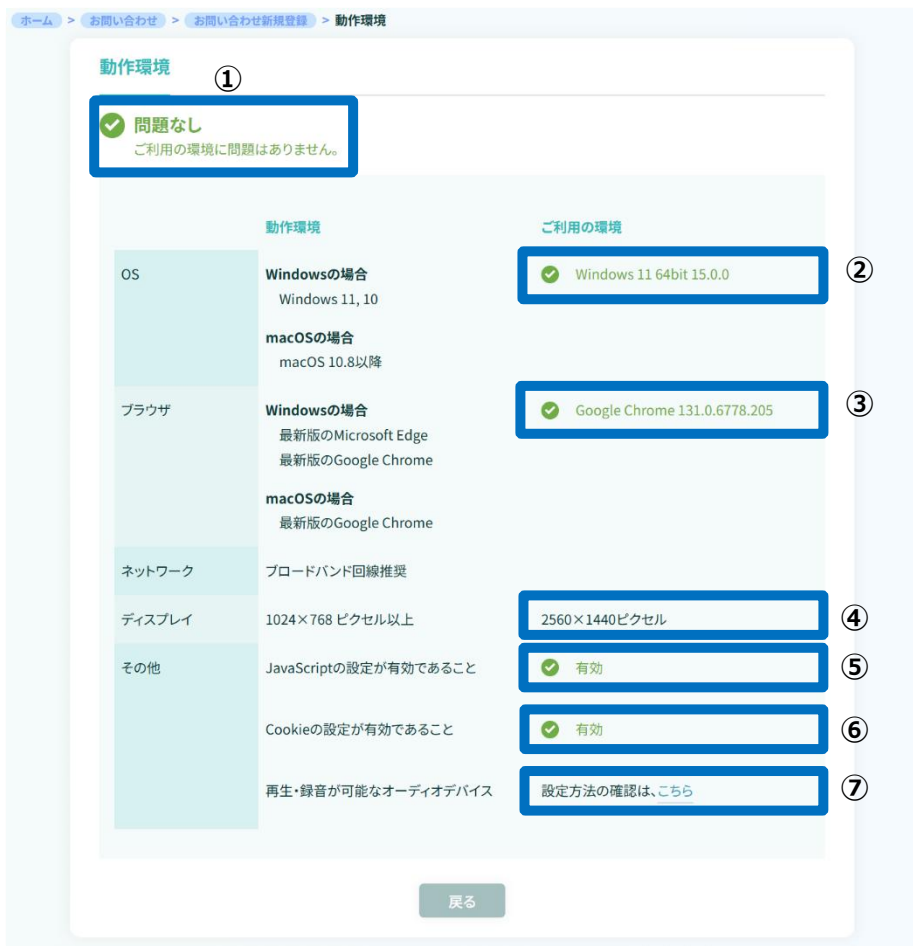 ホーム > お問い合わせ > お問い合わせ新規登録 > 動作環境
動作環境
①
問題なし
ご利用の環境に問題はありません。
動作環境 ご利用の環境
OS Windowsの場合 Windows 11 64bit 15.0.0 ②
Windows 11, 10
macOSの場合
macOS 10.8以降
ブラウザ Windowsの場合 Google Chrome 131.0.6778.205 ③
最新版のMicrosoft Edge
最新版のGoogle Chrome
macOSの場合
最新版のGoogle Chrome
ネットワーク ブロードバンド回線推奨
ディスプレイ 1024×768 ピクセル以上 2560×1440ピクセル ④
その他 JavaScriptの設定が有効であること 有効 ⑤
Cookieの設定が有効であること 有効 ⑥
再生・録音が可能なオーディオデバイス 設定方法の確認は、こちら ⑦
戻る